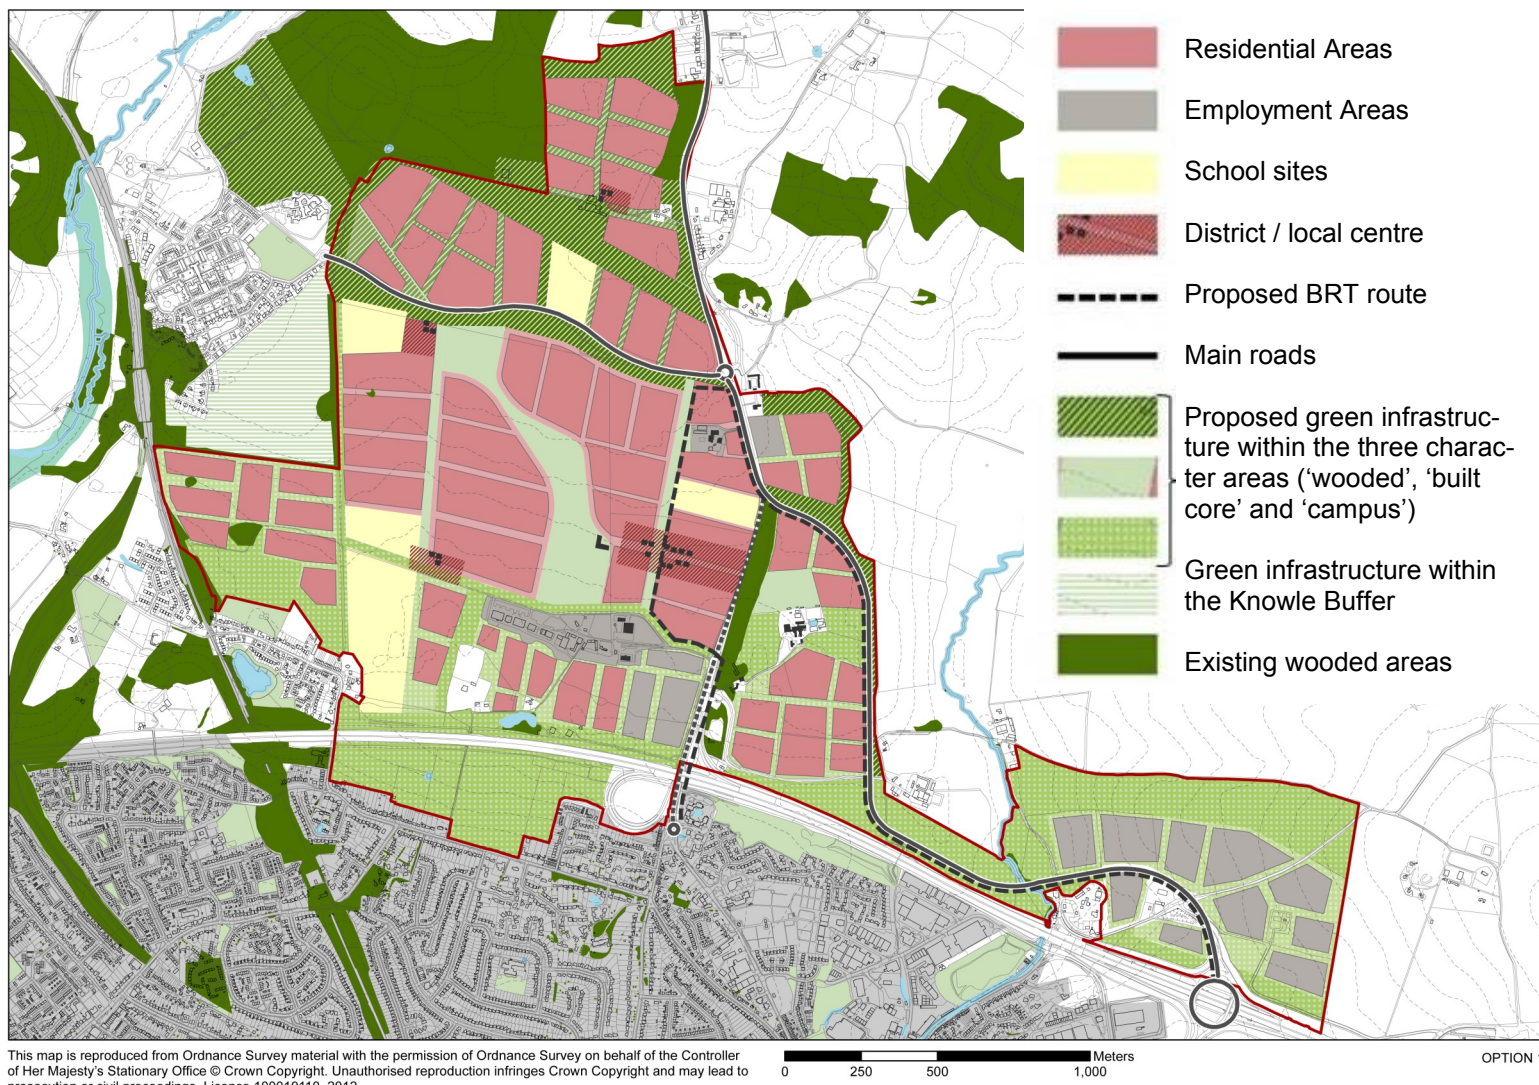 Residential Areas
Employment Areas
School sites
District / local centre
Proposed BRT route
Main roads
Proposed green infrastruc-
ture within the three charac-
ter areas (‘wooded’, ‘built
core’ and ‘campus’)
Green infrastructure within
the Knowle Buffer
Existing wooded areas
This map is reproduced from Ordnance Survey material with the permission of Ordnance Survey on behalf of the Controller
of Her Majesty's Stationary Office © Crown Copyright. Unauthorised reproduction infringes Crown Copyright and may lead to
0 250 500 1,000 Meters
OPTION